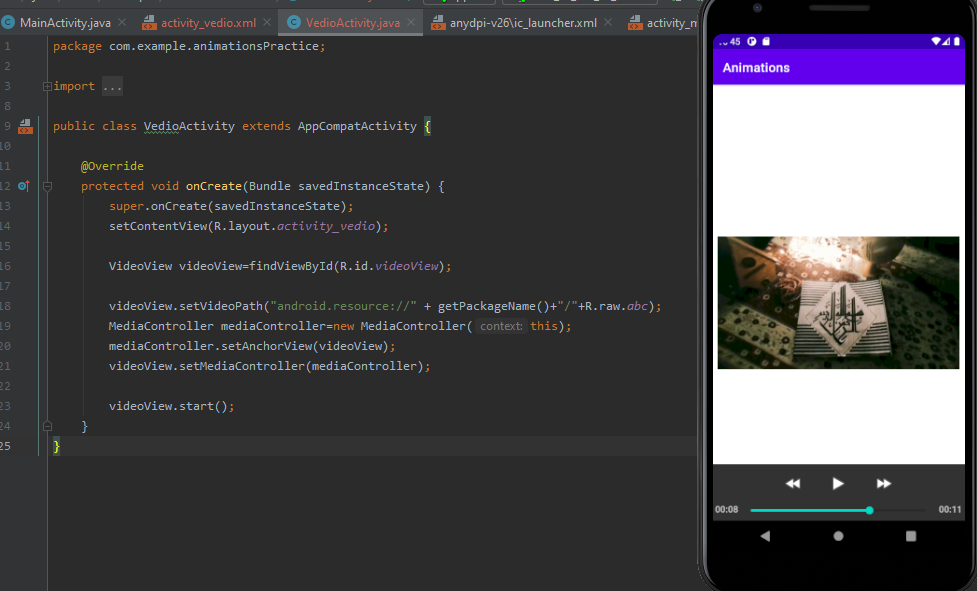 MainActivity.java
activity_vedio.xml
VedioActivity.java
anydpi-v26\ic_launcher.xml
activity_m
1 package com.example.animationsPractice;
2
3 import ...
8
9 public class VedioActivity extends AppCompatActivity {
10
11 @Override
12 protected void onCreate(Bundle savedInstanceState) {
13 super.onCreate(savedInstanceState);
14 setContentView(R.layout.activity_vedio);
15
16 VideoView videoView=findViewById(R.id.videoView);
17
18 videoView.setVideoPath("android.resource://" + getPackageName()+"/"+R.raw.abc);
19 MediaController mediaController=new MediaController( context: this);
20 mediaController.setAnchorView(videoView);
21 videoView.setMediaController(mediaController);
22
23 videoView.start();
24 }
25 }
45
Animations
00:08
00:11